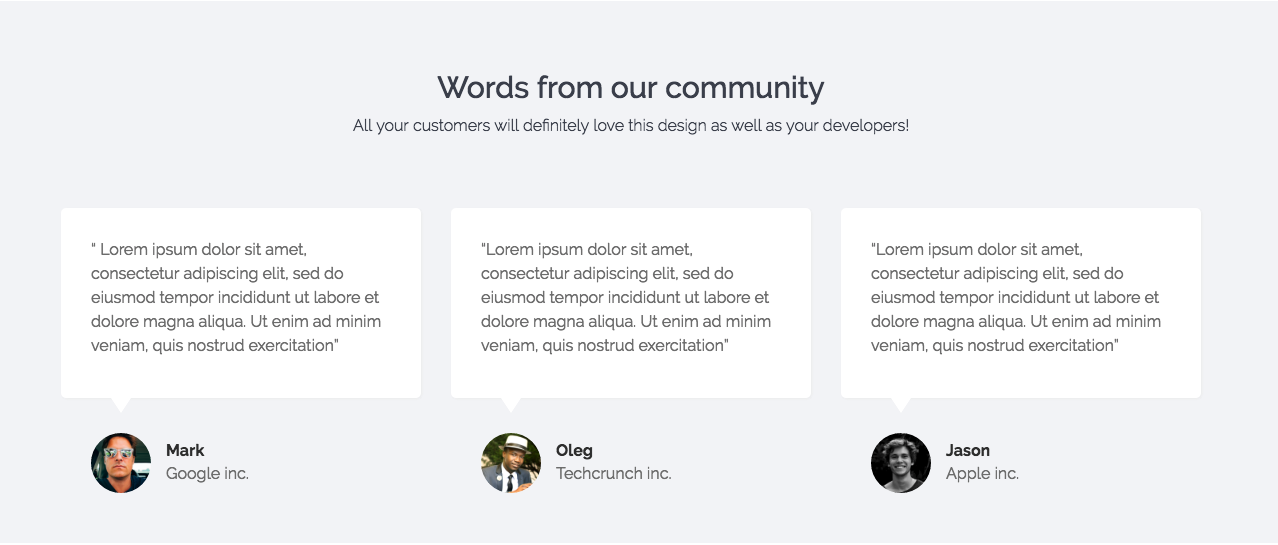 Words from our community
All your customers will definitely love this design as well as your developers!
" Lorem ipsum dolor sit amet,
consectetur adipiscing elit, sed do
eiusmod tempor incididunt ut labore et
dolore magna aliqua. Ut enim ad minim
veniam, quis nostrud exercitation"
Mark
Google inc.
"Lorem ipsum dolor sit amet,
consectetur adipiscing elit, sed do
eiusmod tempor incididunt ut labore et
dolore magna aliqua. Ut enim ad minim
veniam, quis nostrud exercitation"
Oleg
Techcrunch inc.
"Lorem ipsum dolor sit amet,
consectetur adipiscing elit, sed do
eiusmod tempor incididunt ut labore et
dolore magna aliqua. Ut enim ad minim
veniam, quis nostrud exercitation"
Jason
Apple inc.